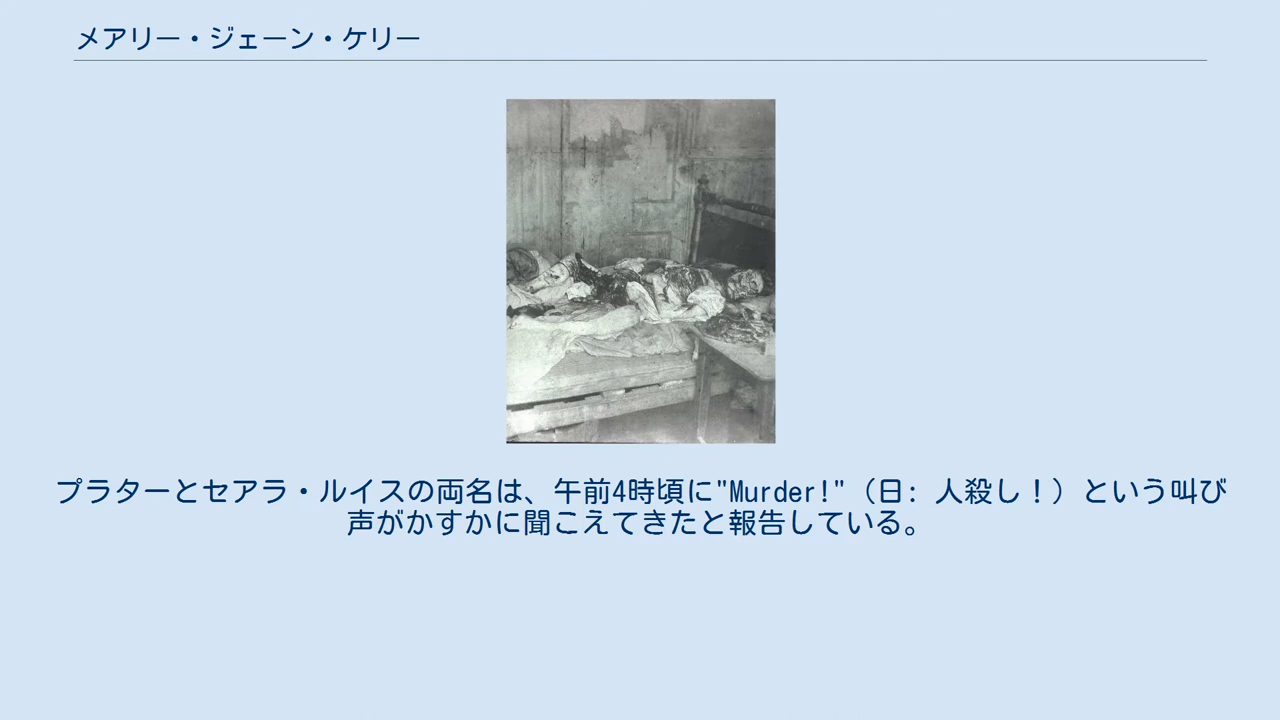 メアリー・ジェーン・ケリー
プラターとセアラ・ルイスの両名は、午前4時頃に"Murder!"（日: 人殺し！）という叫び
声がかすかに聞こえてきたと報告している。